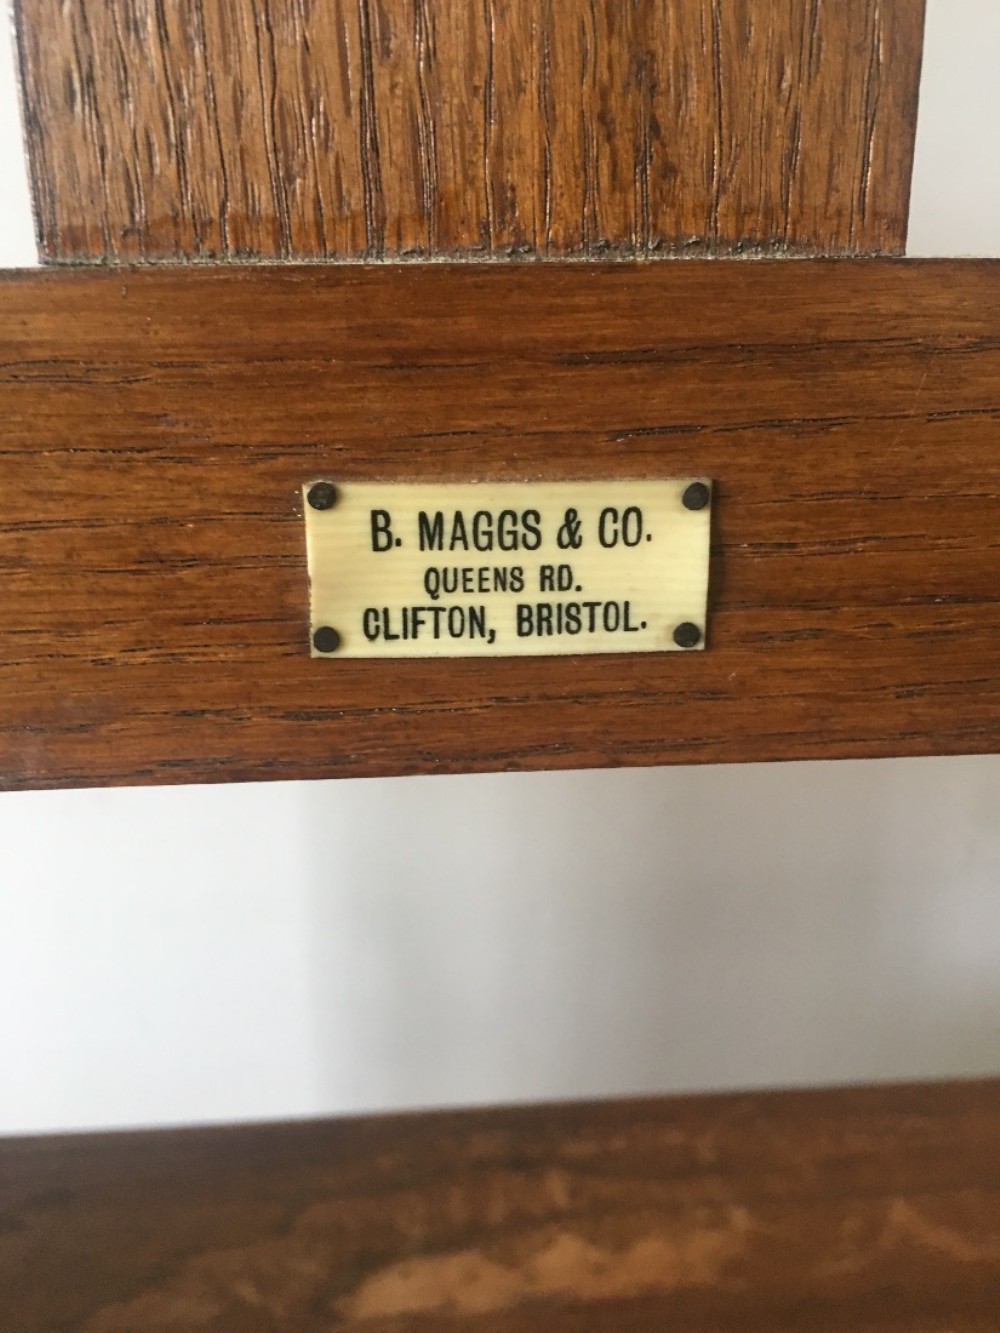 B. MAGGS & CO.
QUEENS RD.
CLIFTON, BRISTOL.